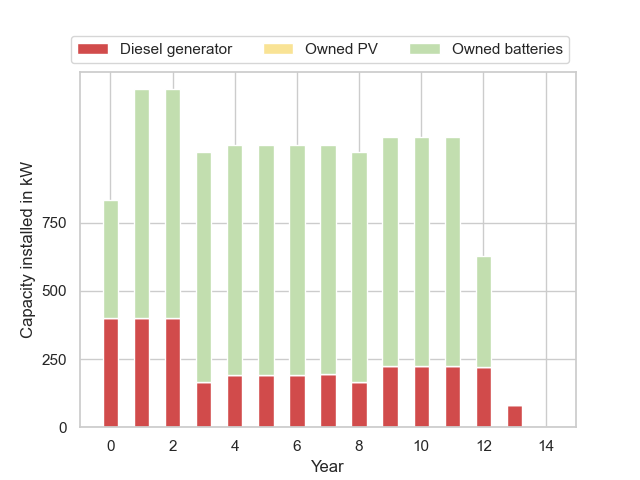 Diesel generator Owned PV Owned batteries
Capacity installed in kW
750
500
250
0
0 2 4 6 8 10 12 14
Year